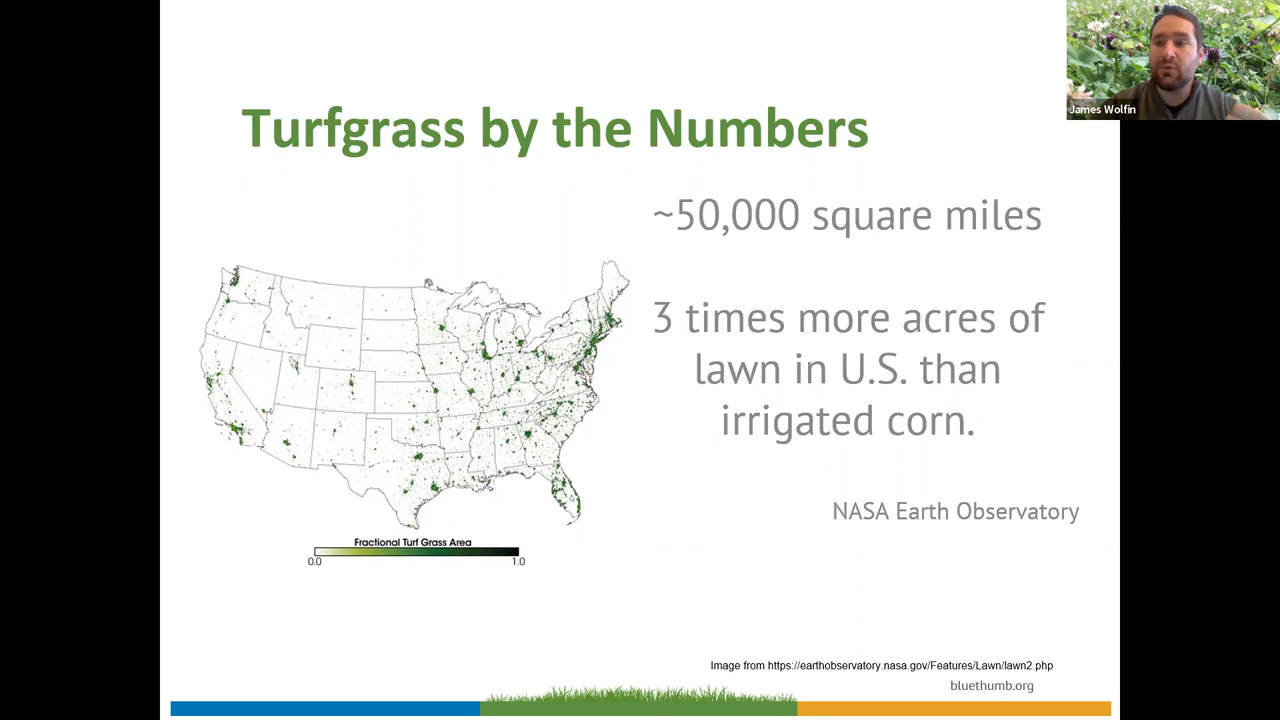 James Wolfin
Turfgrass by the Numbers
~50,000 square miles
3 times more acres of
lawn in U.S. than
irrigated corn.
NASA Earth Observatory
Fractional Turf Grass Area
0.0 1.0
Image from https://earthobservatory.nasa.gov/Features/Lawn/lawn2.php
bluethumb.org